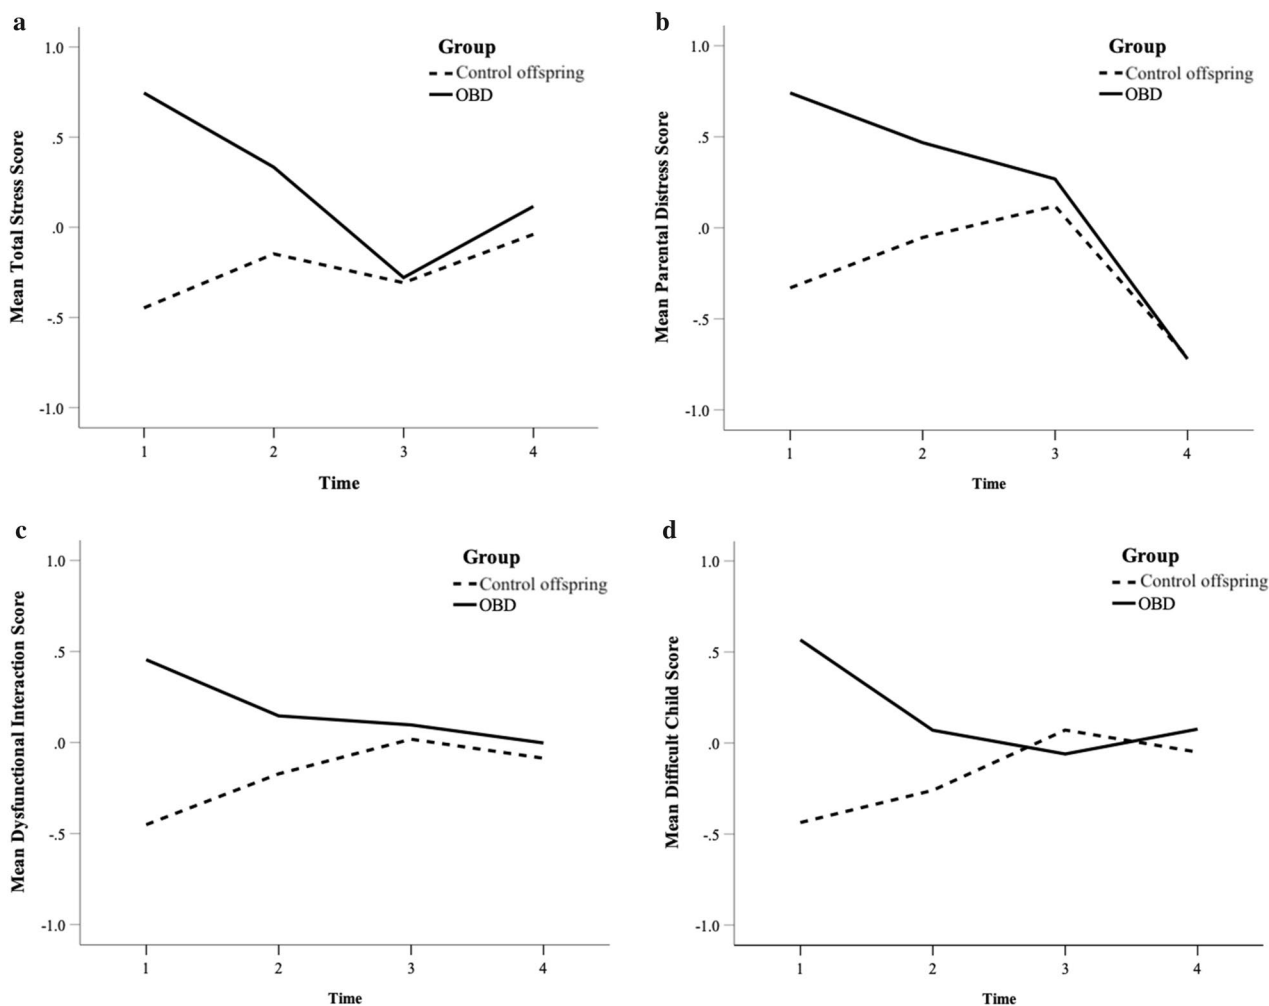 a
Group
Control offspring
OBD
Mean Total Stress Score
1.0
.5
.0
-.5
-1.0
1 2 3 4
Time
b
Group
Control offspring
OBD
Mean Parental Distress Score
1.0
.5
.0
-.5
-1.0
1 2 3 4
Time
c
Group
Control offspring
OBD
Mean Dysfunctional Interaction Score
1.0
.5
.0
-.5
-1.0
1 2 3 4
Time
d
Group
Control offspring
OBD
Mean Difficult Child Score
1.0
.5
.0
-.5
-1.0
1 2 3 4
Time